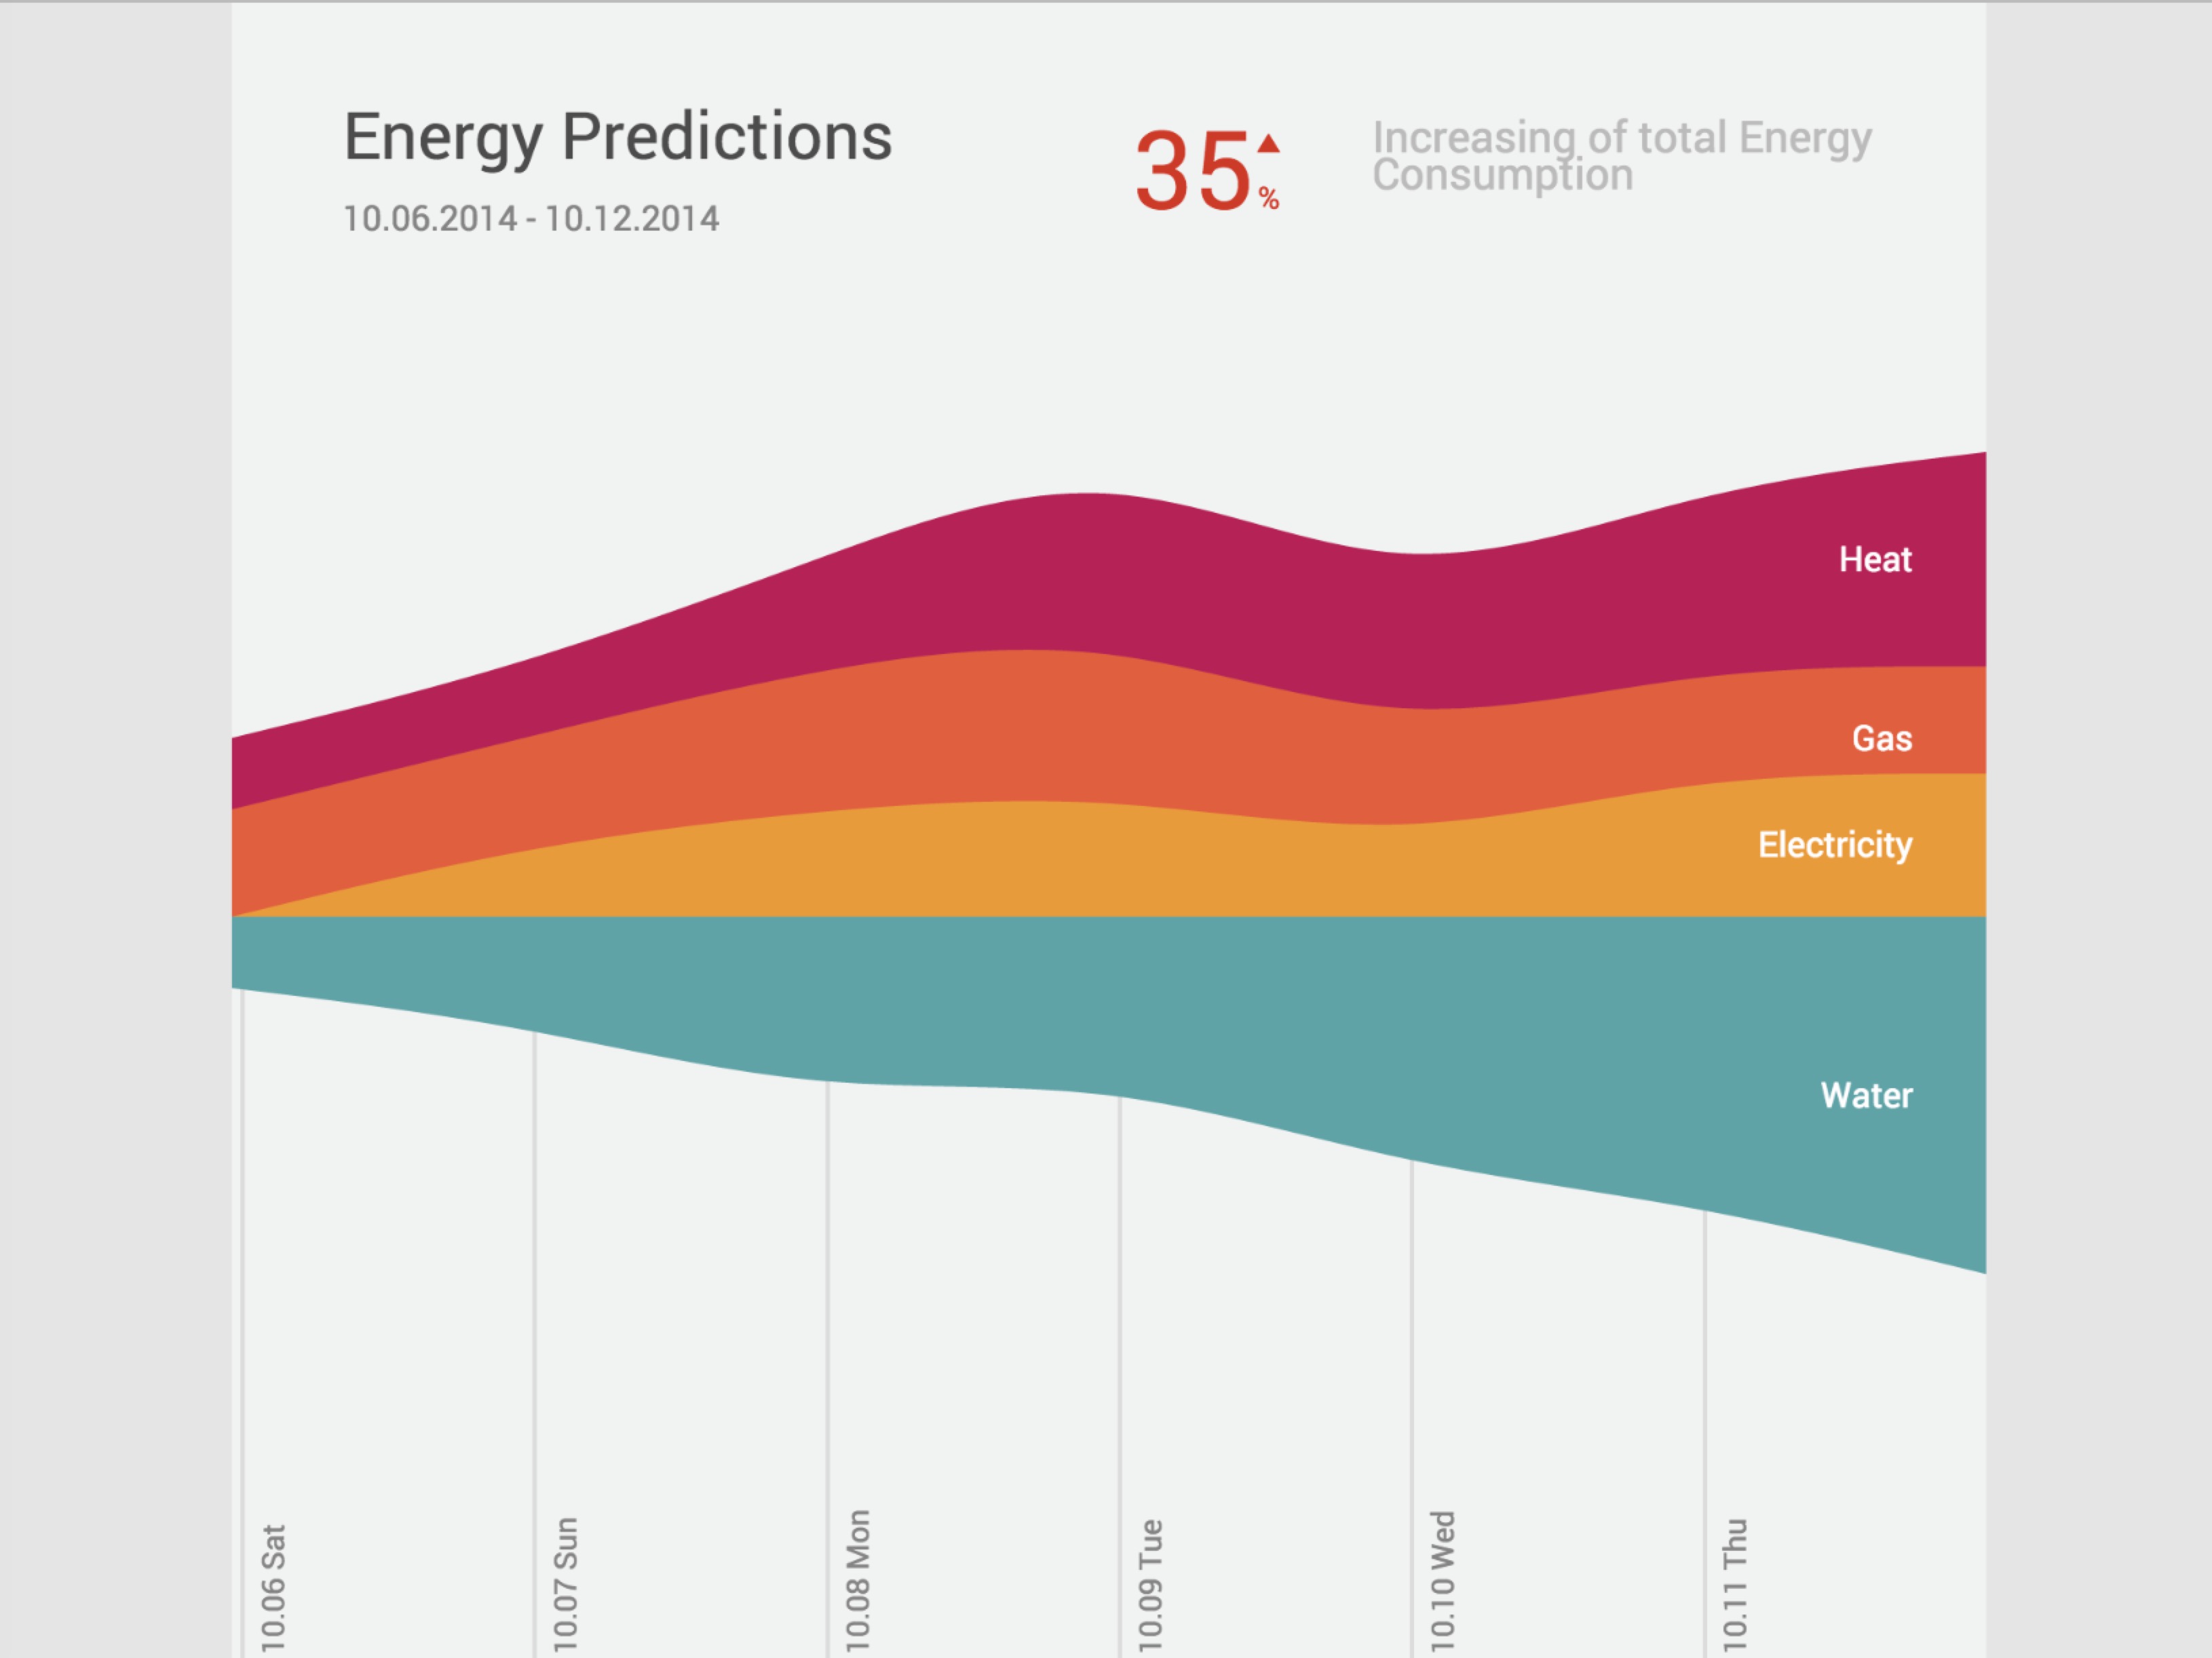 Energy Predictions
10.06.2014 - 10.12.2014
35%
Increasing of total Energy
Consumption
Heat
Gas
Electricity
Water
10.06 Sat
10.07 Sun
10.08 Mon
10.09 Tue
10.10 Wed
10.11 Thu